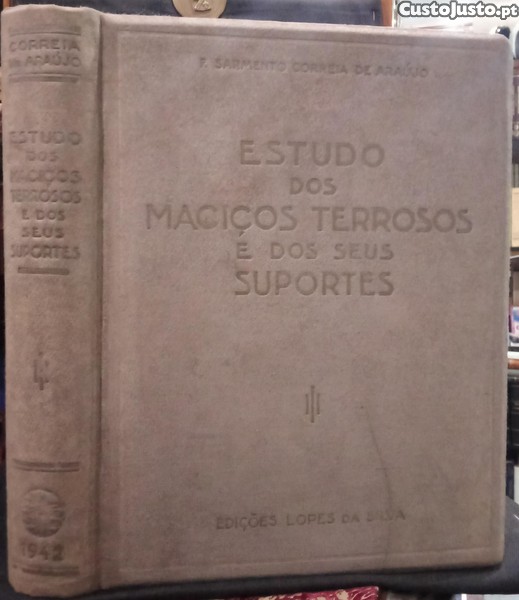 CustoJusto.pt
CORREIA
DE ARAÚJO
ESTUDO
DOS
MACIÇOS
TERROSOS
E DOS
SEUS
SUPORTES
1942
F. SARMENTO CORREIA DE ARAÚJO
ESTUDO
DOS
MACIÇOS TERROSOS
E DOS SEUS
SUPORTES
EDIÇÕES LOPES DA SILVA